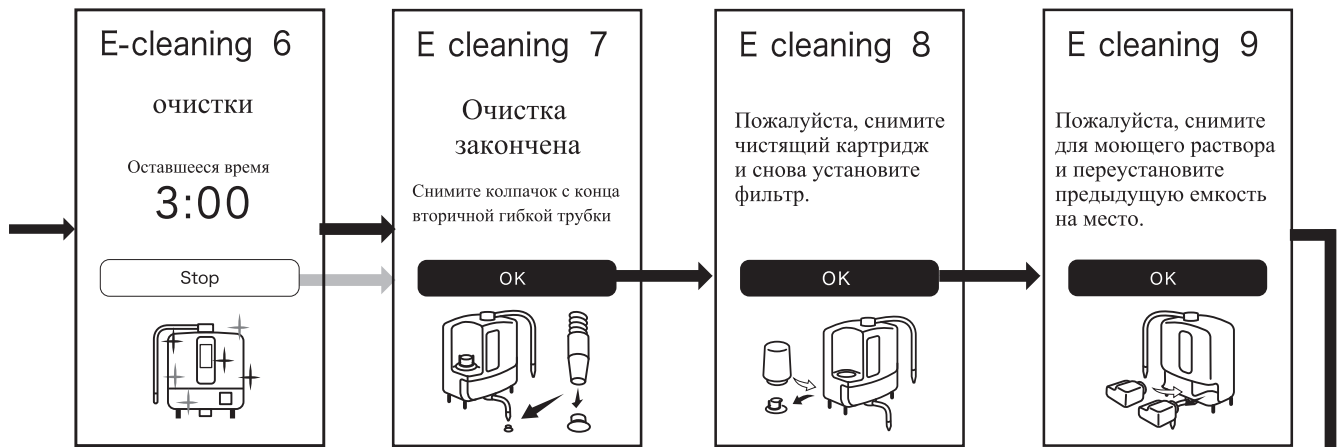 E-cleaning 6
очистки
Оставшееся время
3:00
Stop
E cleaning 7
Очистка
закончена
Снимите колпачок с конца
вторичной гибкой трубки
OK
E cleaning 8
Пожалуйста, снимите
чистящий картридж
и снова установите
фильтр.
OK
E cleaning 9
Пожалуйста, снимите
для моющего раствора
и переустановите
предыдущую емкость
на место.
OK